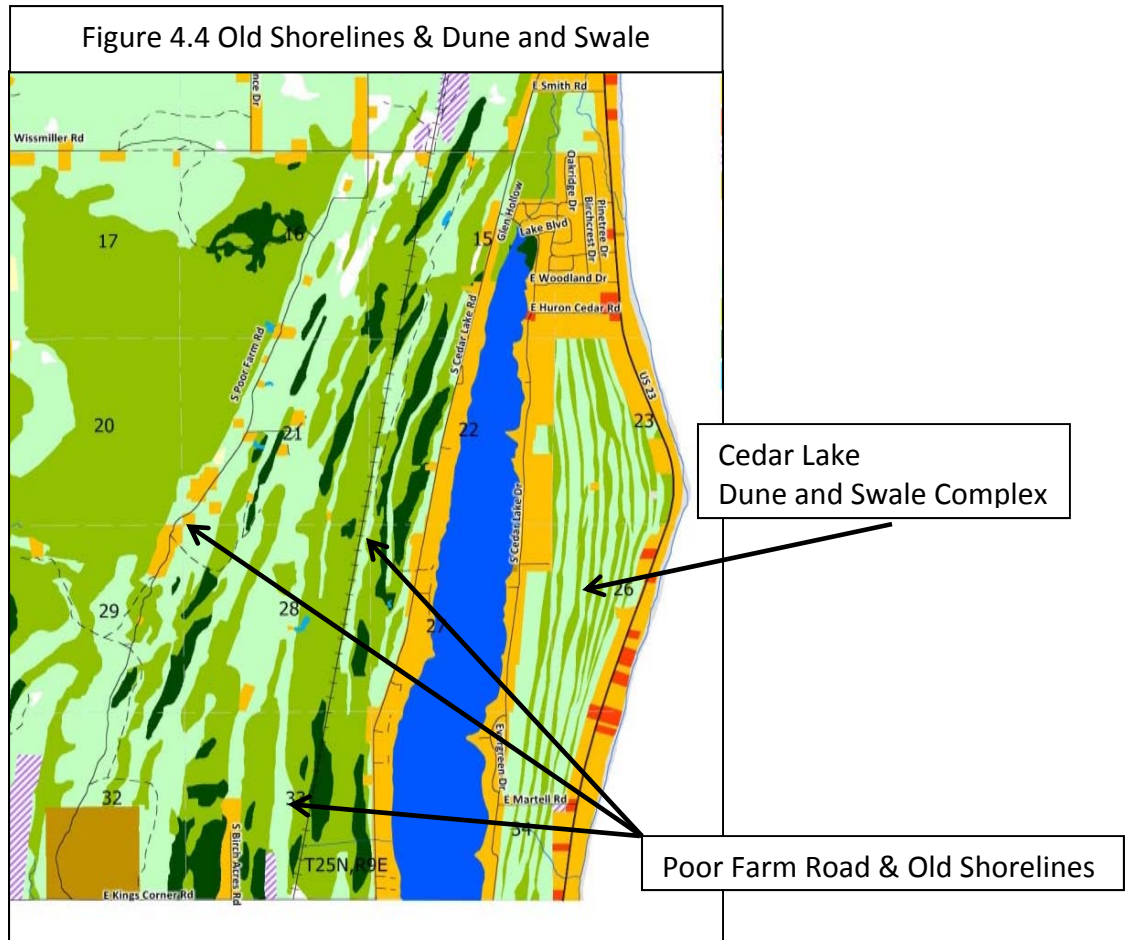 Figure 4.4 Old Shorelines & Dune and Swale
E Smith Rd
nce Dr
Wissmiller Rd
Oakridge Dr
Birchcrest Dr
Pinetree Dr
Glen Hollow
Lake Blvd
17
16
15
E Woodland Dr
E Huron Cedar Rd
S Poor Farm Rd
S Cedar Lake Rd
US 23
20
21
22
23
Cedar Lake
Dune and Swale Complex
S Cedar Lake Dr
29
28
27
26
Evergreen Dr
32
33
E Martell Rd
34
S Birch Acres Rd
T25N,R9E
Poor Farm Road & Old Shorelines
E Kings Corner Rd